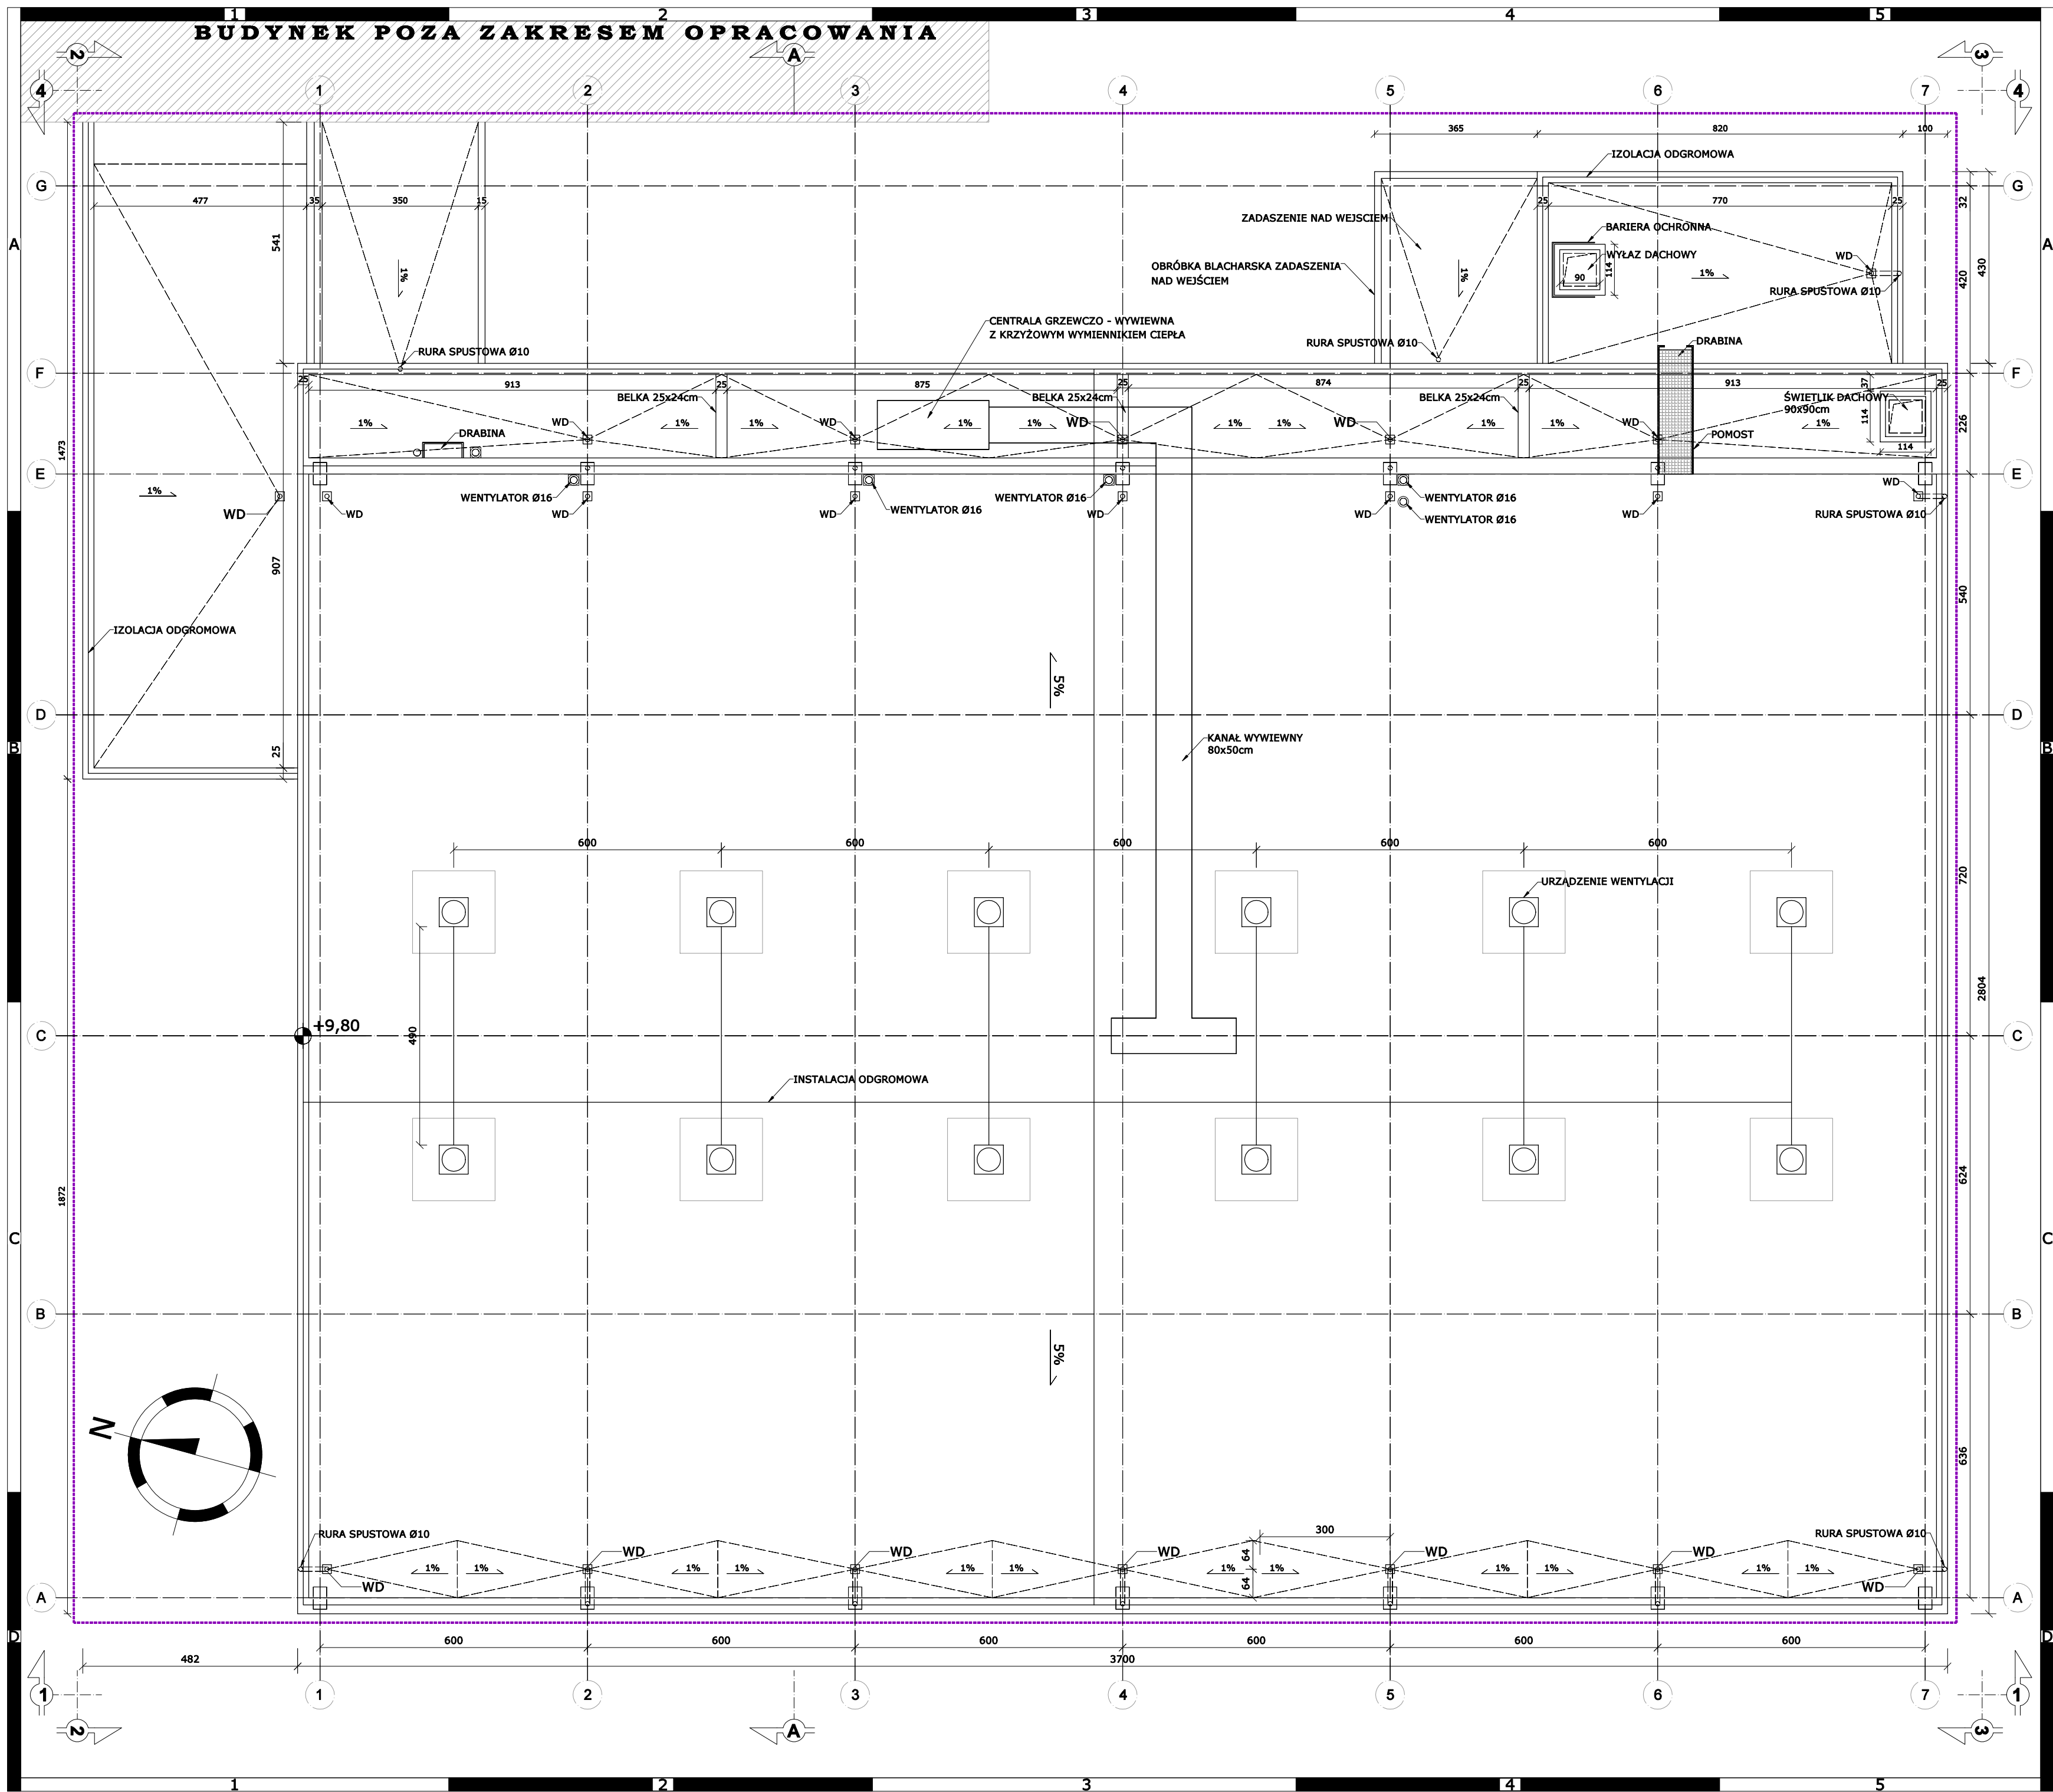 1 2 3 4 5
BUDYNEK POZA ZAKRESEM OPRACOWANIA
2 A 3
4 1 2 3 4 5 6 7 4
365 820 100
IZOLACJA ODGROMOWA
G G
477 35 350 15 25 770 25 32
ZADASZENIE NAD WEJSCIEM
BARIERA OCHRONNA
A 541 A
WYŁAZ DACHOWY
WD
114
90
1% 1% 1% 420 430
OBRÓBKA BLACHARSKA ZADASZENIA
NAD WEJŚCIEM
RURA SPUSTOWA Ø10
CENTRALA GRZEWCZO - WYWIEWNA
Z KRZYŻOWYM WYMIENNIKIEM CIEPŁA
RURA SPUSTOWA Ø10
RURA SPUSTOWA Ø10
DRABINA
F F
25 913 25 875 25 874 25 913 37 25
BELKA 25x24cm
BELKA 25x24cm
BELKA 25x24cm
ŚWIETLIK DACHOWY
90x90cm
1% 1% 1% 1% 1% 1% 1% 1% 1% 1%
WD WD WD WD WD
114 226
DRABINA
POMOST
114
1473
E E
1%
WENTYLATOR Ø16
WENTYLATOR Ø16
WENTYLATOR Ø16
WENTYLATOR Ø16
WENTYLATOR Ø16
WD
WD WD WD WD WD WD WD
RURA SPUSTOWA Ø10
907
540
IZOLACJA ODGROMOWA
5%
D D
B 25 B
KANAŁ WYWIEWNY
80x50cm
600 600 600 600 600
720
URZĄDZENIE WENTYLACJI
2804
+9,80
490
C C
INSTALACJA ODGROMOWA
1872
624
C C
B B
5%
N
636
RURA SPUSTOWA Ø10
300
RURA SPUSTOWA Ø10
WD WD WD WD WD
64
1% 1% 1% 1% 1% 1% 1% 1% 1% 1% 1% 1%
WD
64
WD
A A
D D
600 600 600 600 600 600
482 3700
1 1 2 3 4 5 6 7 1
2 A 3
1 2 3 4 5